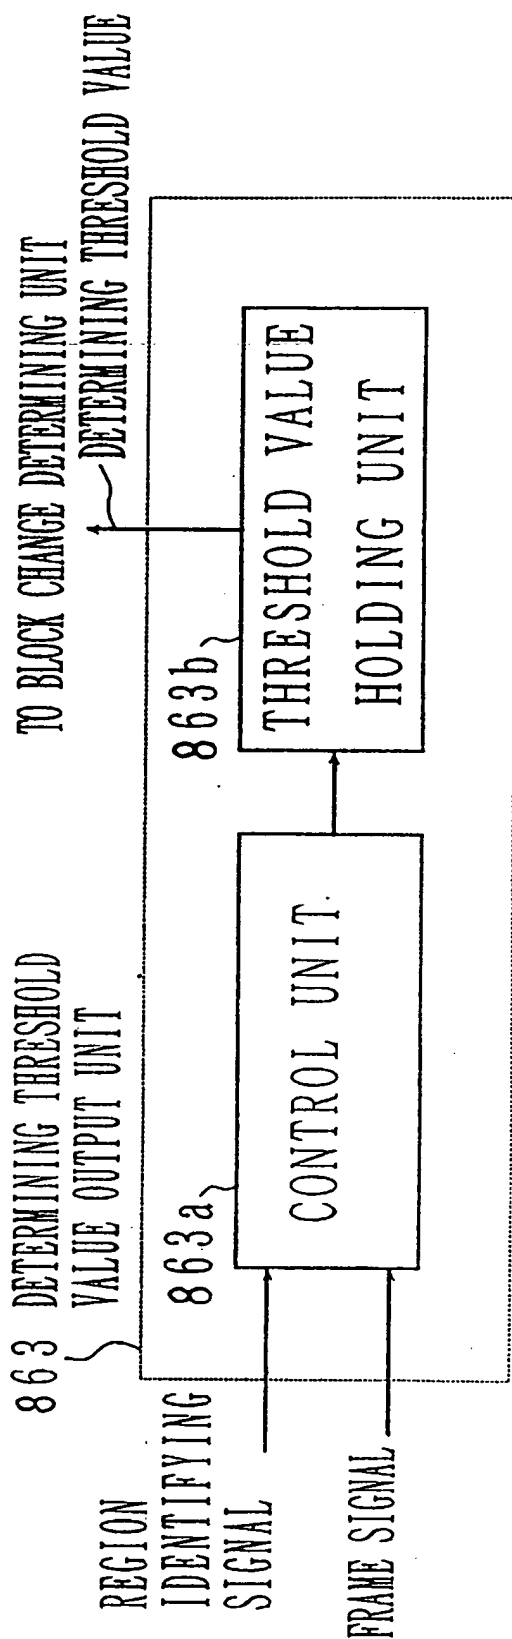 863 DETERMINING THRESHOLD
VALUE OUTPUT UNIT
TO BLOCK CHANGE DETERMINING UNIT
DETERMINING THRESHOLD VALUE
REGION
IDENTIFYING
SIGNAL
FRAME SIGNAL
863a
CONTROL UNIT
863b
THRESHOLD VALUE
HOLDING UNIT